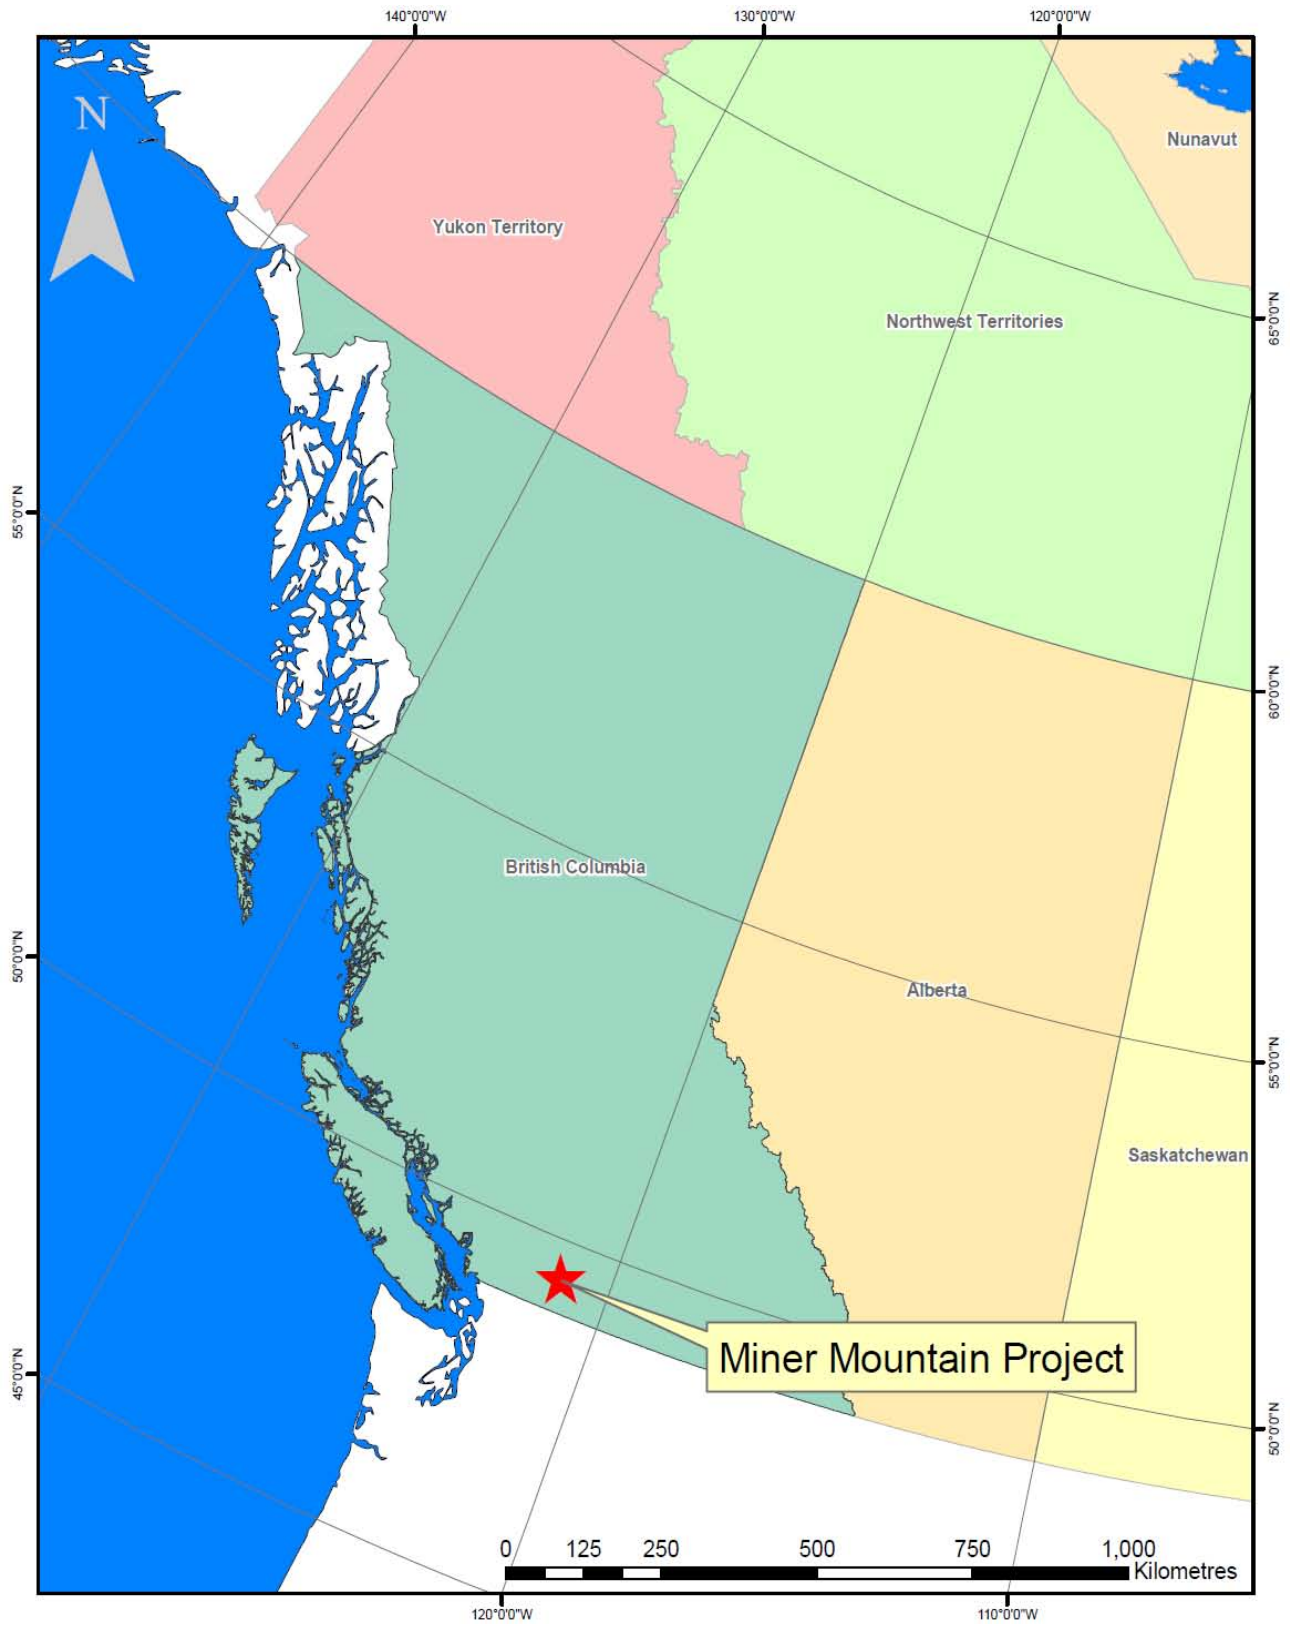 140°0'0"W
130°0'0"W
120°0'0"W
N
Nunavut
Yukon Territory
Northwest Territories
65°0'0"N
55°0'0"N
60°0'0"N
British Columbia
50°0'0"N
Alberta
55°0'0"N
Saskatchewan
Miner Mountain Project
45°0'0"N
50°0'0"N
0 125 250 500 750 1,000
Kilometres
120°0'0"W
110°0'0"W